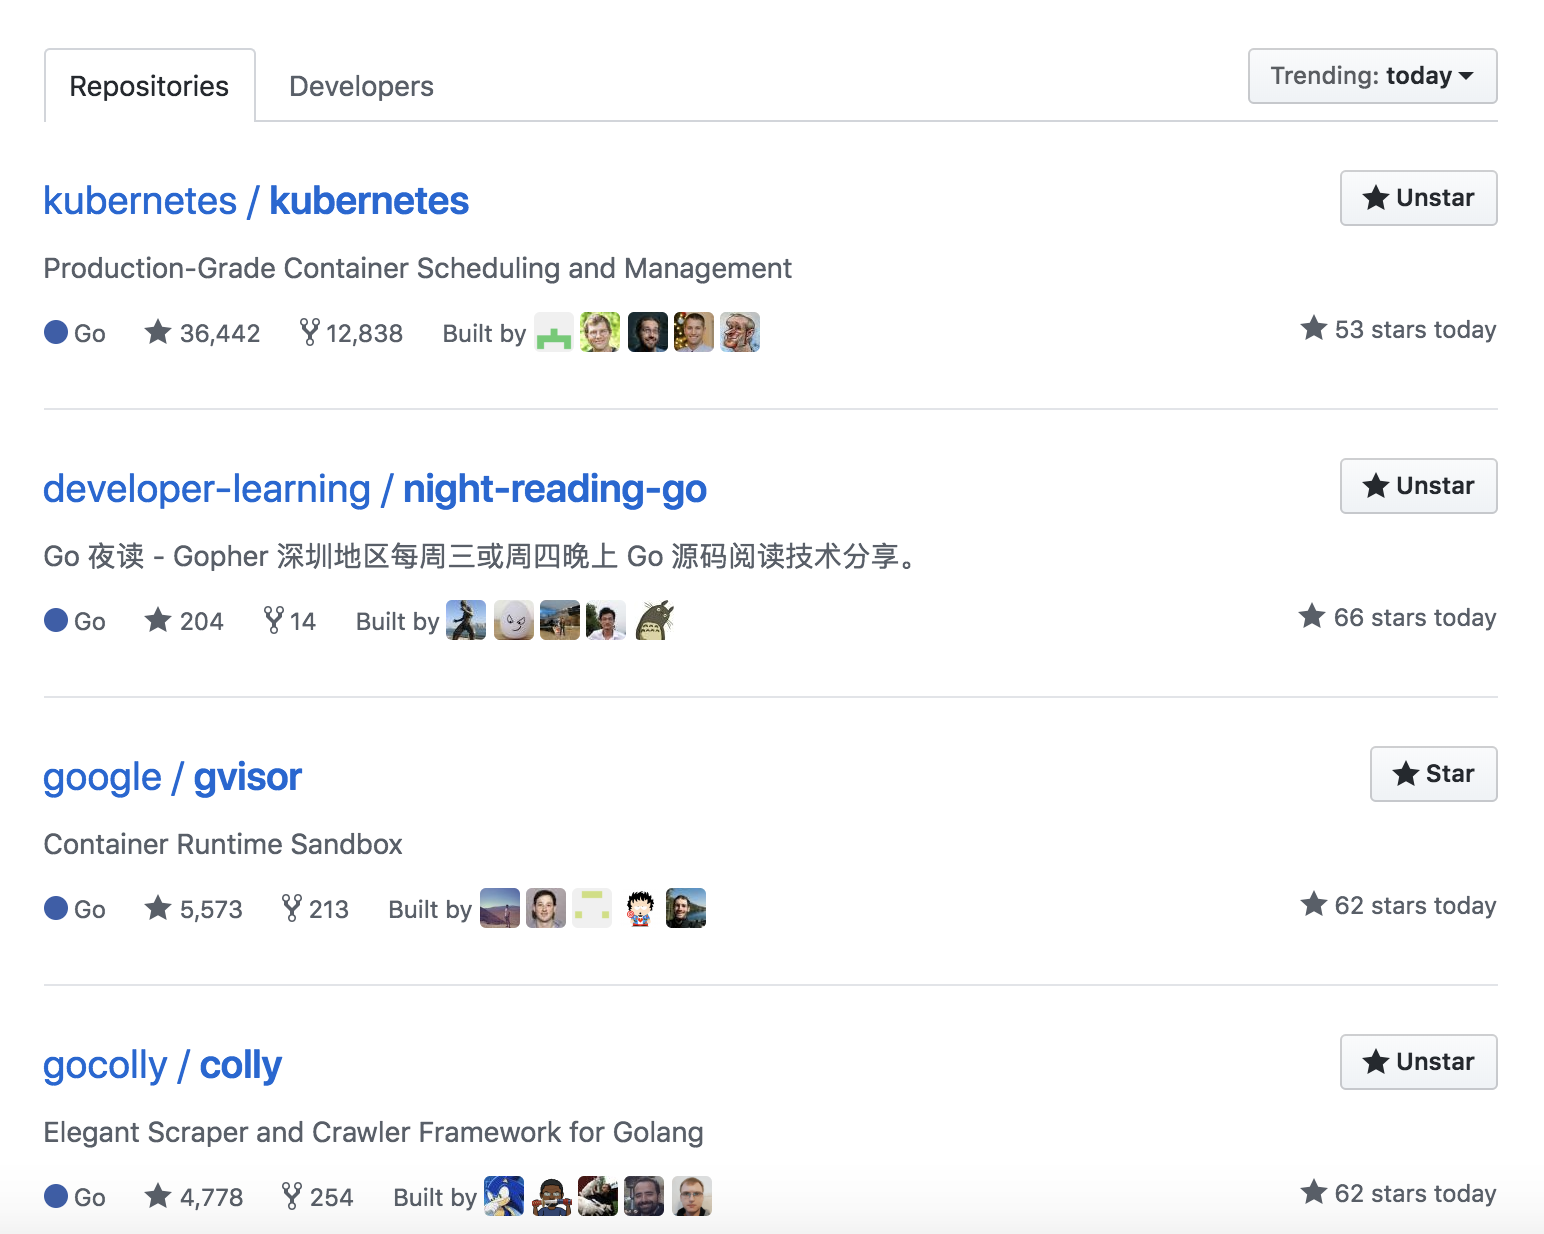 Repositories Developers Trending: today
kubernetes / kubernetes Unstar
Production-Grade Container Scheduling and Management
Go 36,442 12,838 Built by 53 stars today
developer-learning / night-reading-go Unstar
Go 夜读 - Gopher 深圳地区每周三或周四晚上 Go 源码阅读技术分享。
Go 204 14 Built by 66 stars today
google / gvisor Star
Container Runtime Sandbox
Go 5,573 213 Built by 62 stars today
gocolly / colly Unstar
Elegant Scraper and Crawler Framework for Golang
Go 4,778 254 Built by 62 stars today